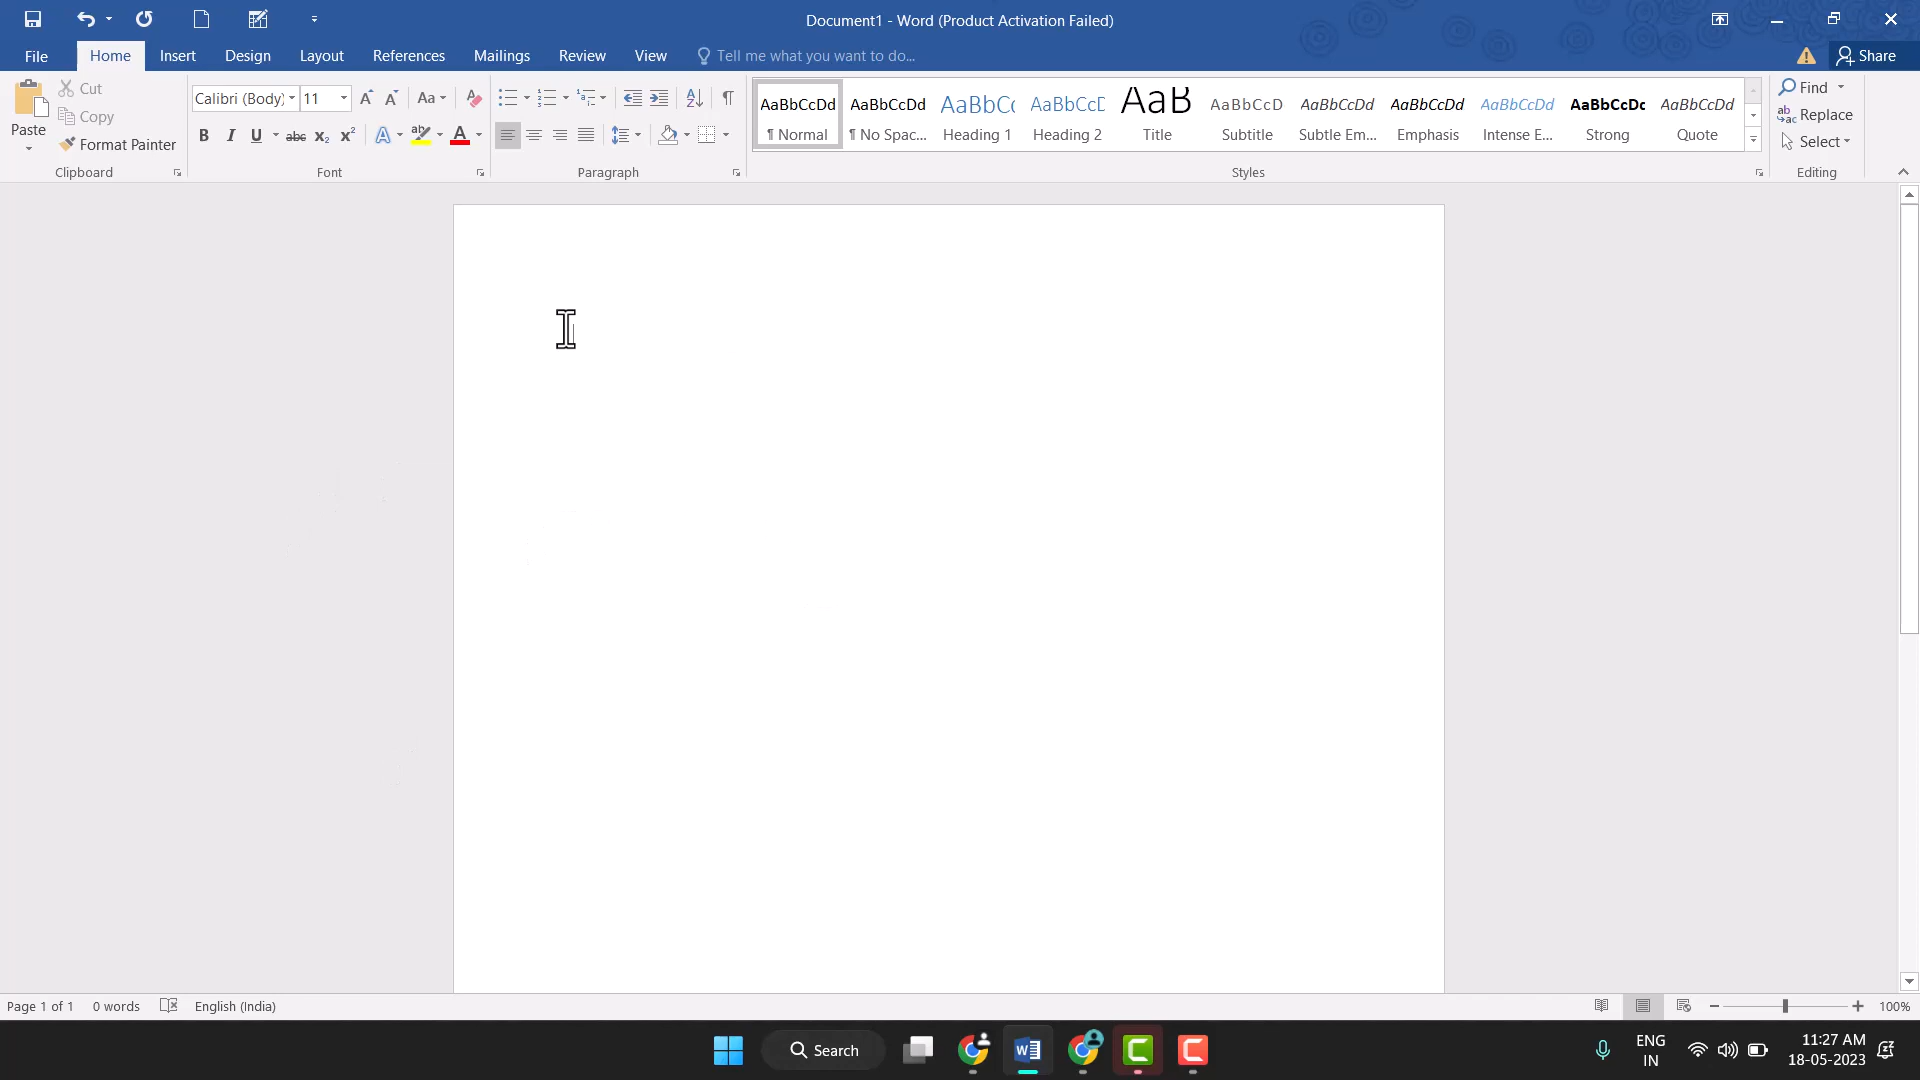 Document1 - Word (Product Activation Failed)
File Home Insert Design Layout References Mailings Review View Tell me what you want to do... Share
Paste
Cut
Copy
Format Painter
Clipboard
Calibri (Body) 11
Aa
B I U abc x₂ x² A ab A
Font
Paragraph
AaBbCcDd AaBbCcDd AaBbCc AaBbCcD AaB AaBbCcD AaBbCcDd AaBbCcDd AaBbCcDd AaBbCcDc AaBbCcDd
¶ Normal ¶ No Spac... Heading 1 Heading 2 Title Subtitle Subtle Em... Emphasis Intense E... Strong Quote
Styles
Find
Replace
Select
Editing
Page 1 of 1 0 words English (India) 100%
Search
ENG
IN
11:27 AM
18-05-2023